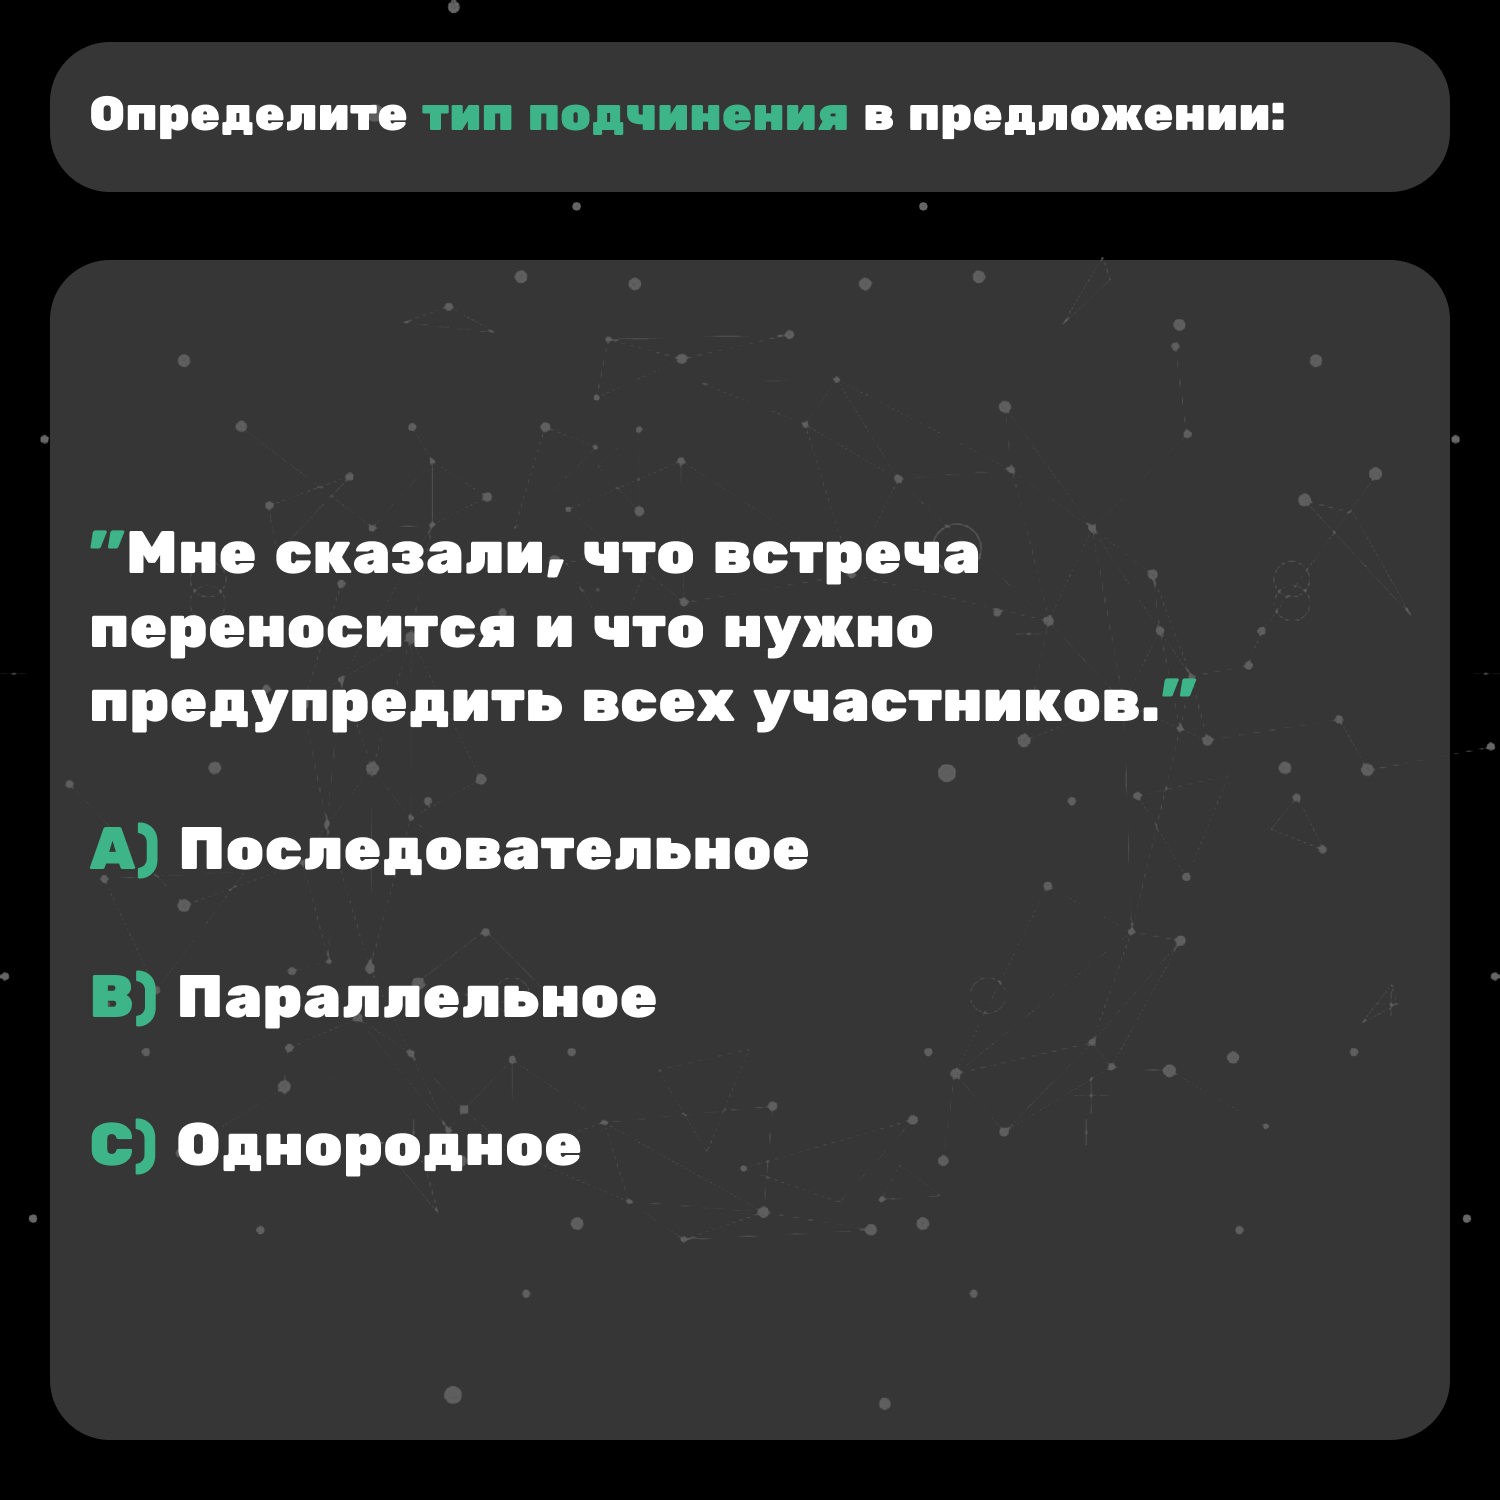 Определите тип подчинения в предложении:
"Мне сказали, что встреча
переносится и что нужно
предупредить всех участников."
A) Последовательное
B) Параллельное
C) Однородное